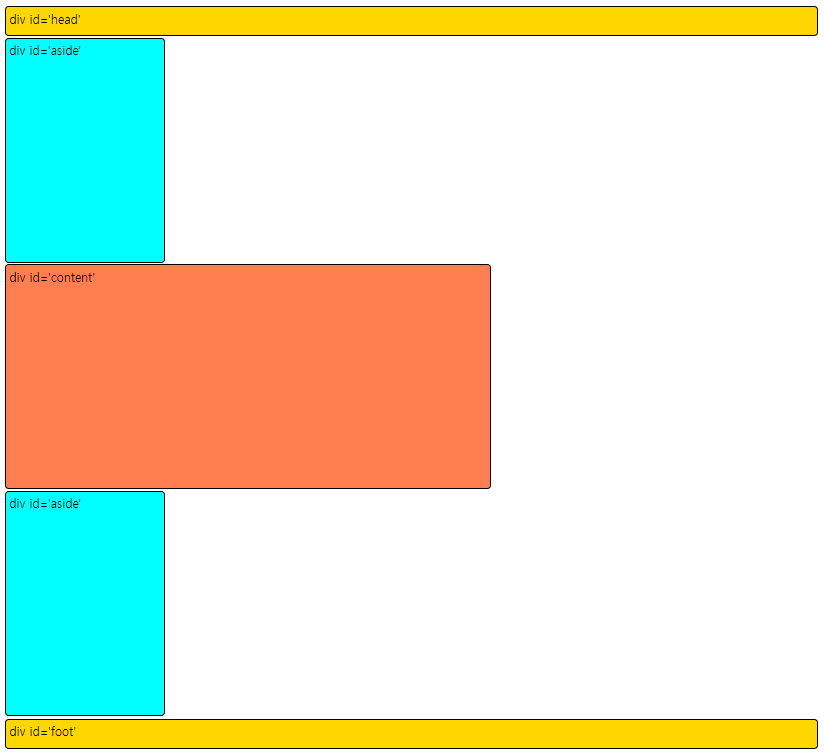 div id='head'
div id='aside'
div id='content'
div id='aside'
div id='foot'